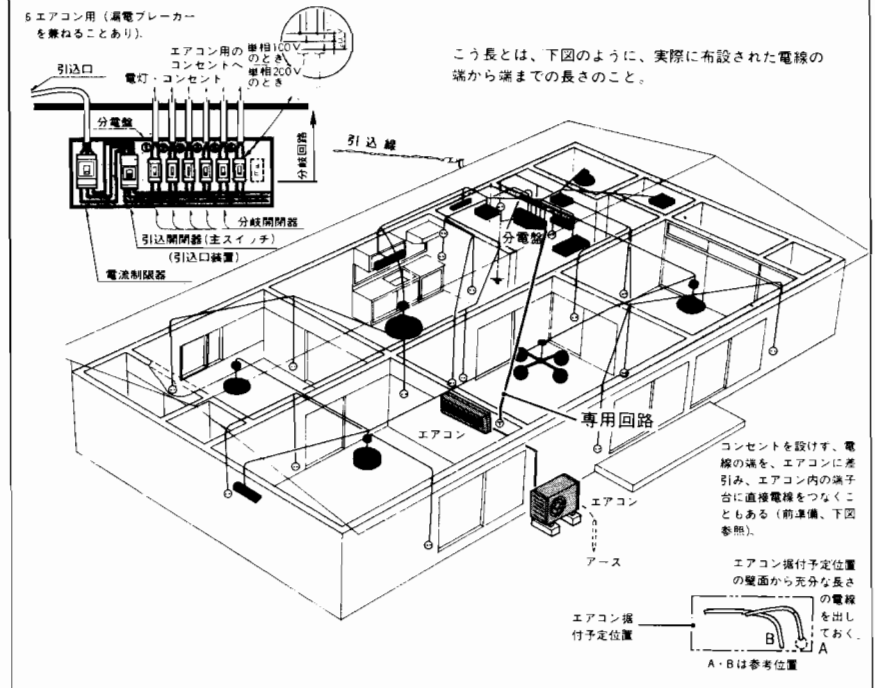 5 エアコン用 (漏電ブレーカー
を兼ねることあり).
エアコン用の
コンセントへ
単相100V
のとき
単相200V
のとき
電灯・コンセント
引込口
分電盤
分岐回路
分岐開閉器
引込開閉器(主スイッチ)
(引込口装置)
電流制限器
こう長とは、下図のように、実際に布設された電線の
端から端までの長さのこと。
引込線
分電盤
エアコン
専用回路
エアコン
アース
コンセントを設けず、電
線の端を、エアコンに差
引み、エアコン内の端子
台に直接電線をつなぐこ
ともある (前準備、下図
参照).
エアコン据付予定位置
の壁面から充分な長さ
の電線
を出し
ておく
エアコン据
付予定位置
B
A
A・Bは参考位置